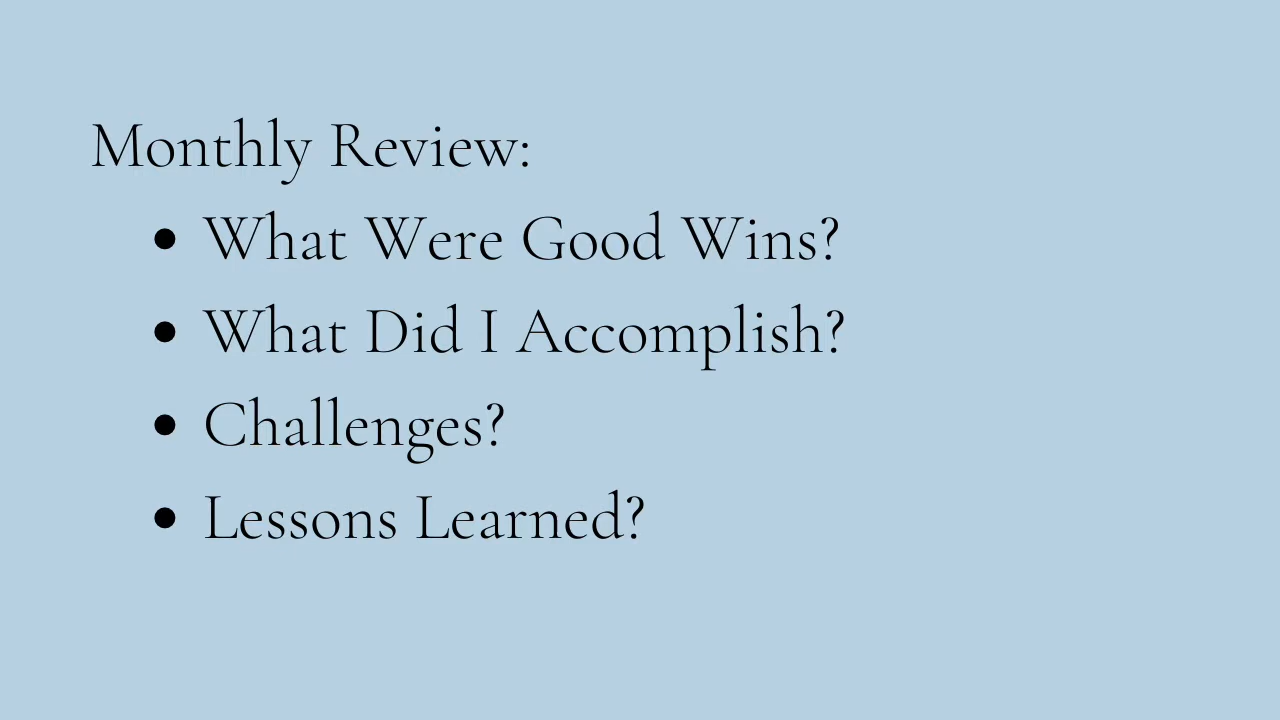 Monthly Review:
• What Were Good Wins?
• What Did I Accomplish?
• Challenges?
• Lessons Learned?